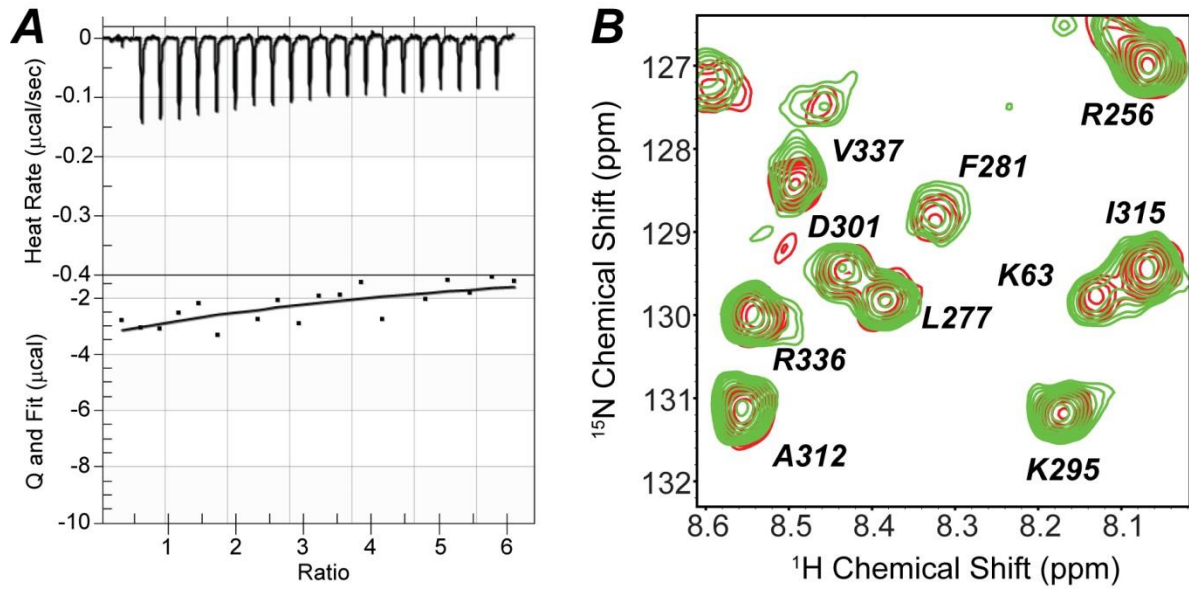 A
Heat Rate (μcal/sec)
0
-0.1
-0.2
-0.3
-0.4
Q and Fit (μcal)
-2
-4
-6
-8
-10
1 2 3 4 5 6
Ratio
B
¹⁵N Chemical Shift (ppm)
127
128
129
130
131
132
R256
V337
F281
D301
I315
K63
L277
R336
A312
K295
8.6 8.5 8.4 8.3 8.2 8.1
¹H Chemical Shift (ppm)